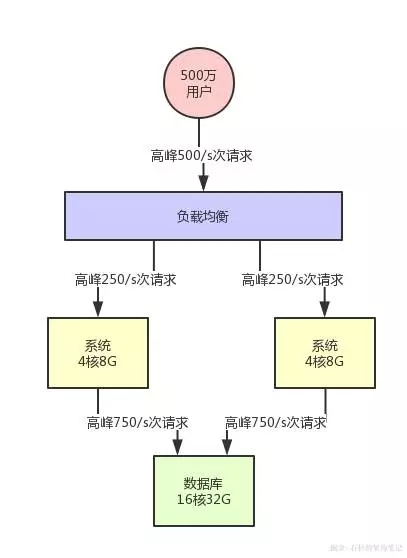 500万
用户
高峰500/s次请求
负载均衡
高峰250/s次请求
高峰250/s次请求
系统
4核8G
系统
4核8G
高峰750/s次请求
高峰750/s次请求
数据库
16核32G